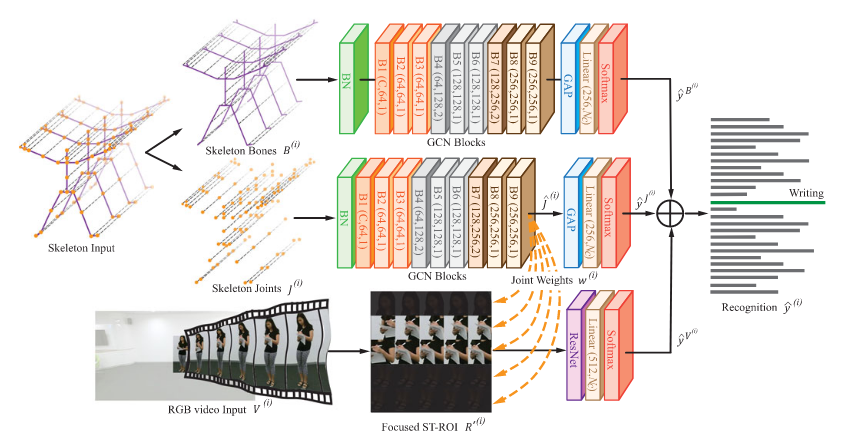 Skeleton Input
Skeleton Bones B^(i)
Skeleton Joints J^(i)
BN
B1 (C,64,1)
B2 (64,64,1)
B3 (64,64,1)
B4 (64,128,2)
B5 (128,128,1)
B6 (128,128,1)
B7 (128,256,2)
B8 (256,256,1)
B9 (256,256,1)
GCN Blocks
GAP
Linear (256,Nc)
Softmax
ŷ^B^(i)
BN
B1 (C,64,1)
B2 (64,64,1)
B3 (64,64,1)
B4 (64,128,2)
B5 (128,128,1)
B6 (128,128,1)
B7 (128,256,2)
B8 (256,256,1)
B9 (256,256,1)
GCN Blocks
Ĵ^(i)
GAP
Linear (256,Nc)
Softmax
ŷ^J^(i)
Joint Weights w^(i)
RGB video Input V^(i)
Focused ST-ROI R′^(i)
ResNet
Linear (512,Nc)
Softmax
ŷ^V^(i)
Writing
Recognition ŷ^(i)